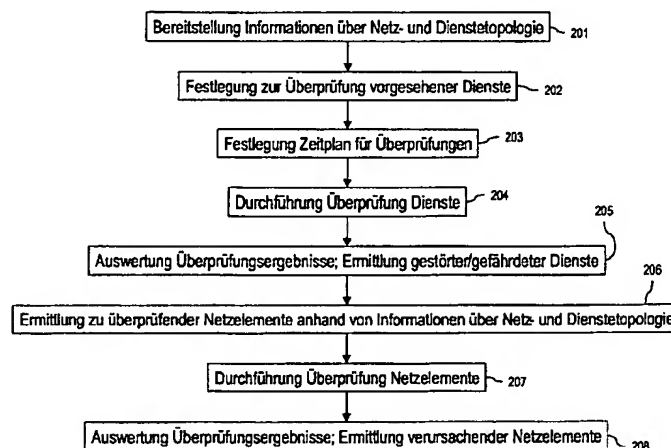 Bereitstellung Informationen über Netz- und Dienstetopologie
201
Festlegung zur Überprüfung vorgesehener Dienste
202
Festlegung Zeitplan für Überprüfungen
203
Durchführung Überprüfung Dienste
204
205
Auswertung Überprüfungsergebnisse; Ermittlung gestörter/gefährdeter Dienste
206
Ermittlung zu überprüfender Netzelemente anhand von Informationen über Netz- und Dienstetopologie
Durchführung Überprüfung Netzelemente
207
Auswertung Überprüfungsergebnisse; Ermittlung verursachender Netzelemente
208